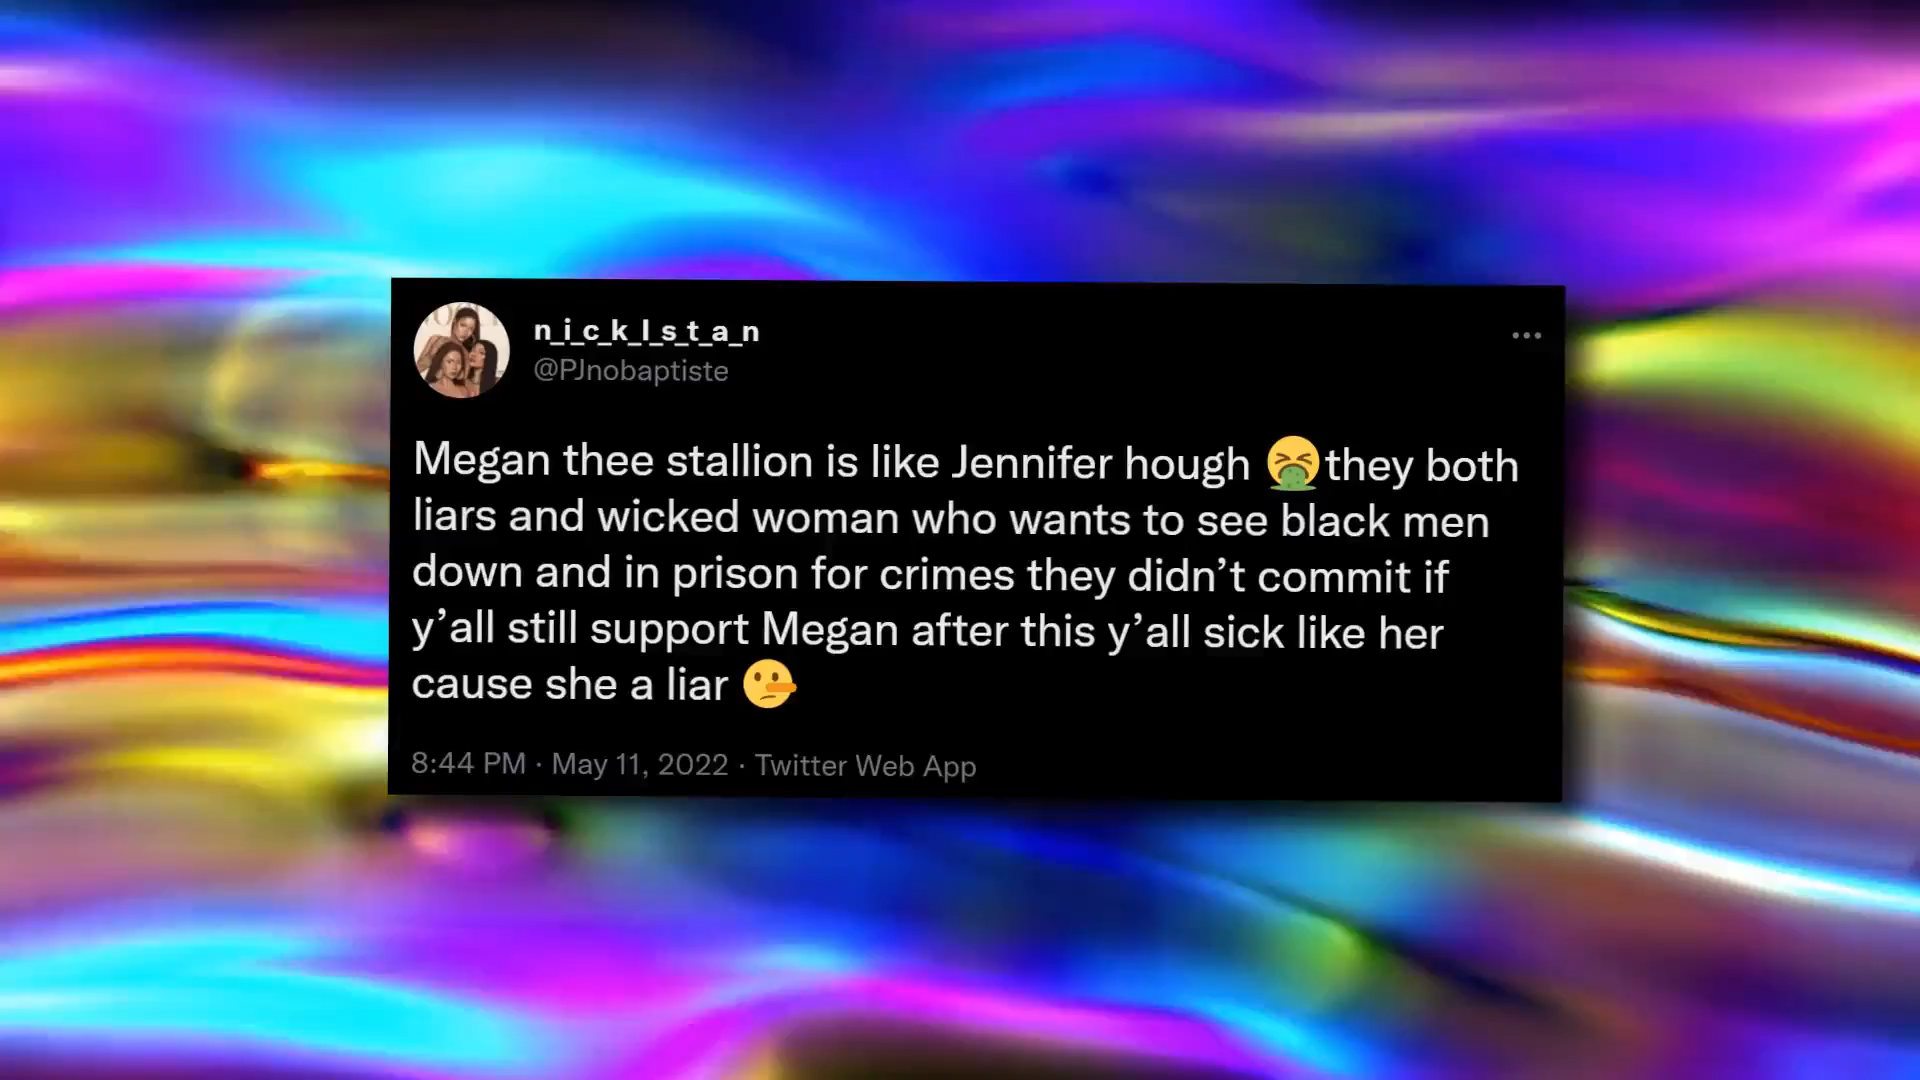 n_i_c_k_I_s_t_a_n
@PJnobaptiste
Megan thee stallion is like Jennifer hough 🤮they both
liars and wicked woman who wants to see black men
down and in prison for crimes they didn’t commit if
y’all still support Megan after this y’all sick like her
cause she a liar 🤥
8:44 PM · May 11, 2022 · Twitter Web App